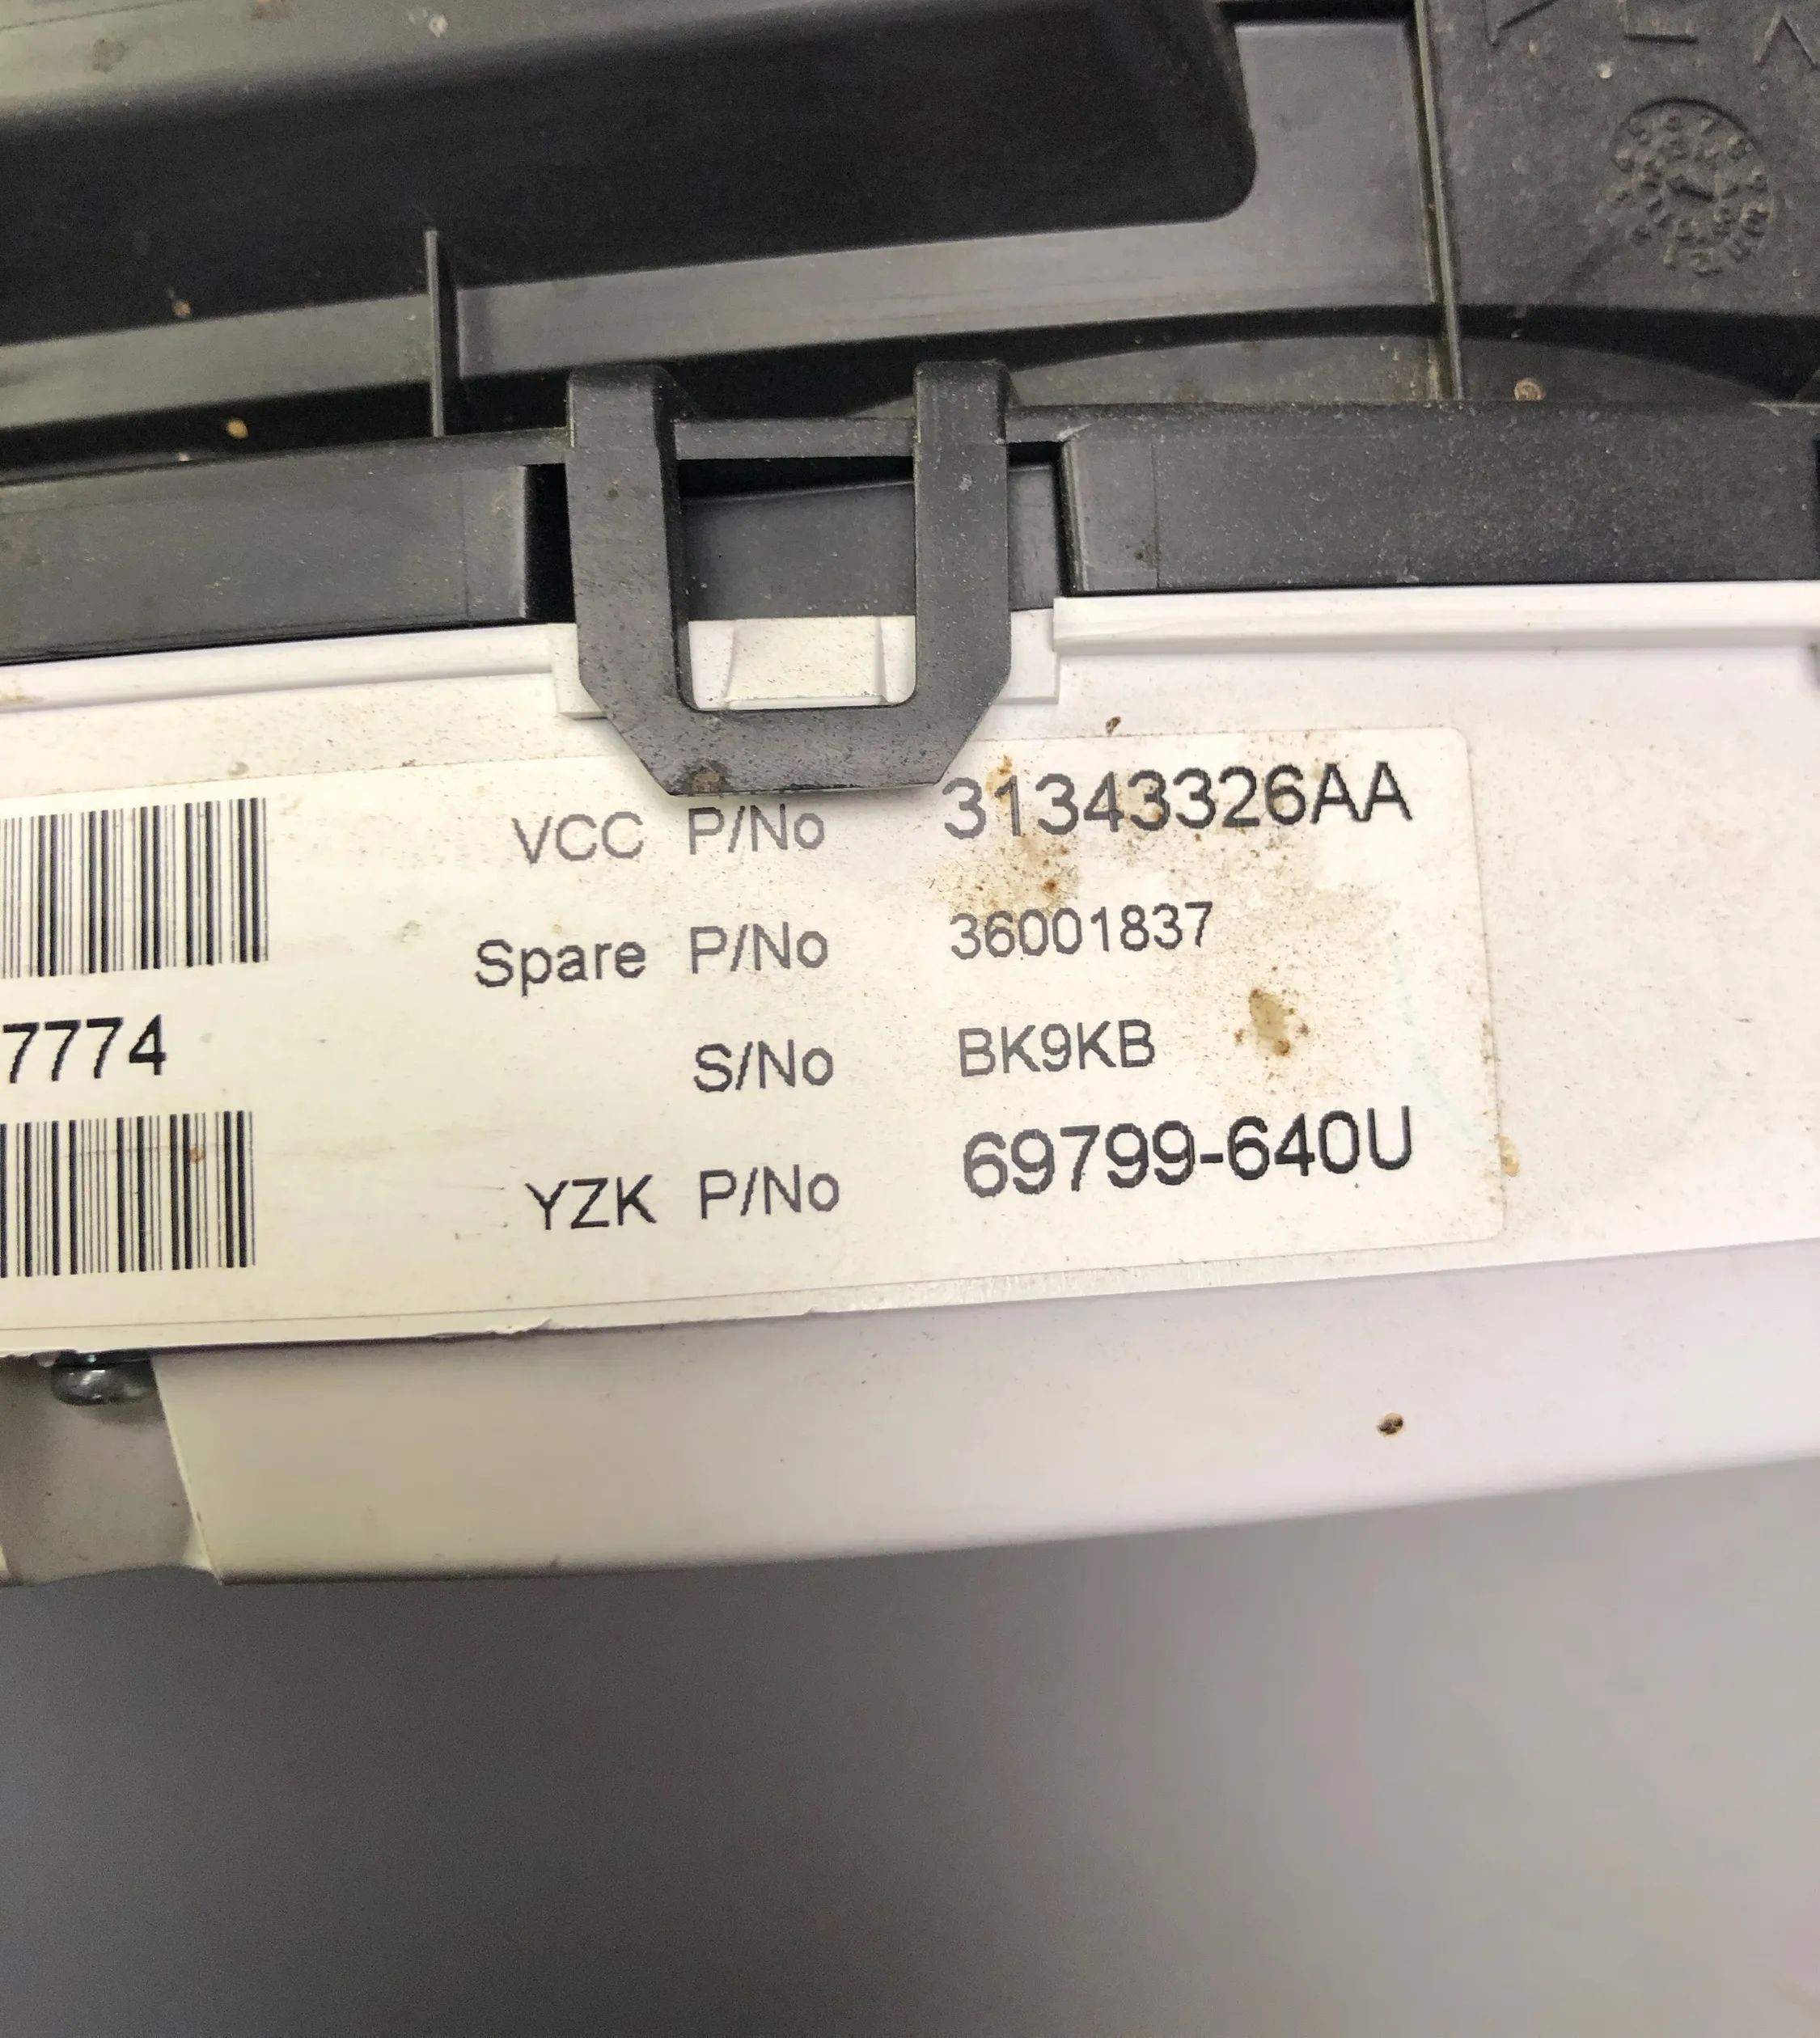 VCC P/No 31343326AA
Spare P/No 36001837
7774
S/No BK9KB
YZK P/No 69799-640U